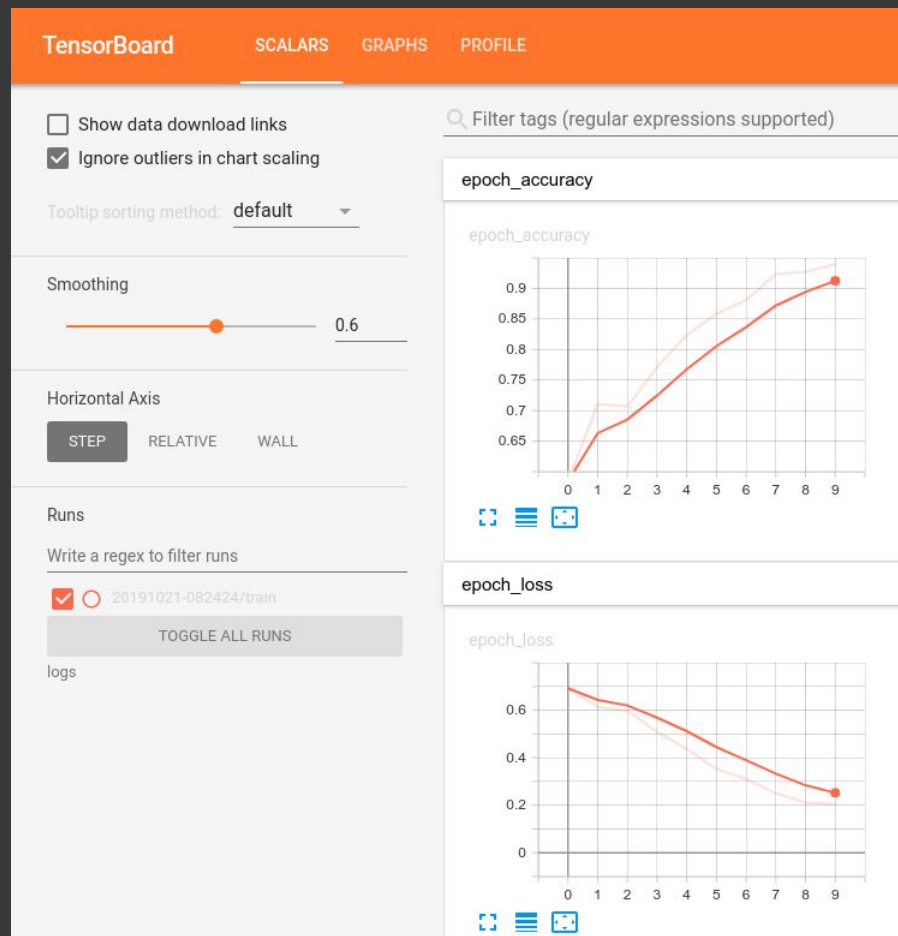 TensorBoard SCALARS GRAPHS PROFILE
Show data download links
Ignore outliers in chart scaling
Tooltip sorting method: default
Smoothing
0.6
Horizontal Axis
STEP RELATIVE WALL
Runs
Write a regex to filter runs
20191021-082424/train
TOGGLE ALL RUNS
logs
Filter tags (regular expressions supported)
epoch_accuracy
epoch_accuracy
0.9
0.85
0.8
0.75
0.7
0.65
0 1 2 3 4 5 6 7 8 9
epoch_loss
epoch_loss
0.6
0.4
0.2
0
0 1 2 3 4 5 6 7 8 9